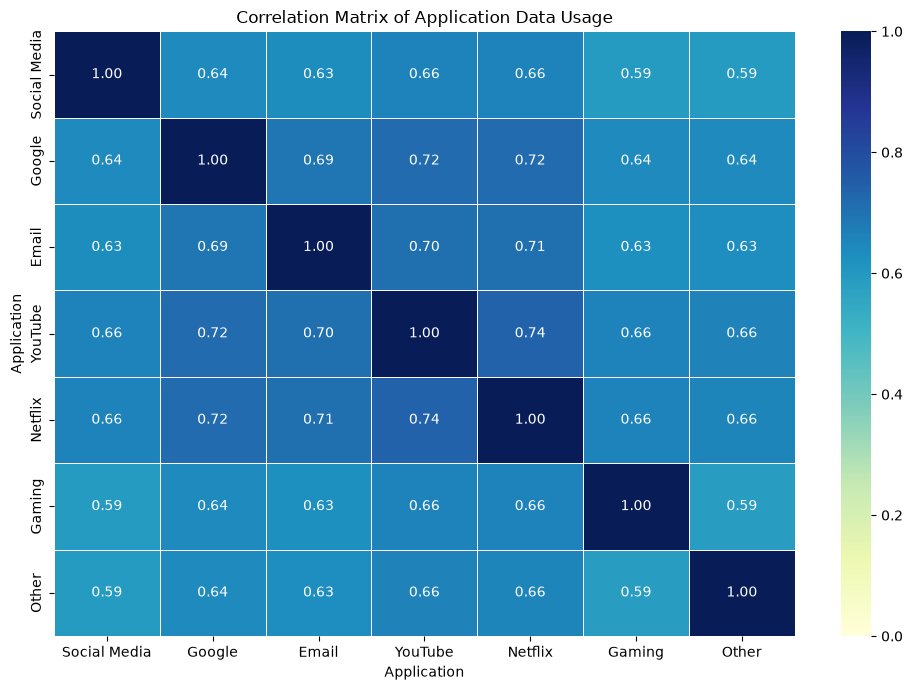 Correlation Matrix of Application Data Usage
Social Media 1.00 0.64 0.63 0.66 0.66 0.59 0.59
Google 0.64 1.00 0.69 0.72 0.72 0.64 0.64
Email 0.63 0.69 1.00 0.70 0.71 0.63 0.63
YouTube 0.66 0.72 0.70 1.00 0.74 0.66 0.66
Netflix 0.66 0.72 0.71 0.74 1.00 0.66 0.66
Gaming 0.59 0.64 0.63 0.66 0.66 1.00 0.59
Other 0.59 0.64 0.63 0.66 0.66 0.59 1.00
Application
Social Media Google Email YouTube Netflix Gaming Other
Application
1.0
0.8
0.6
0.4
0.2
0.0